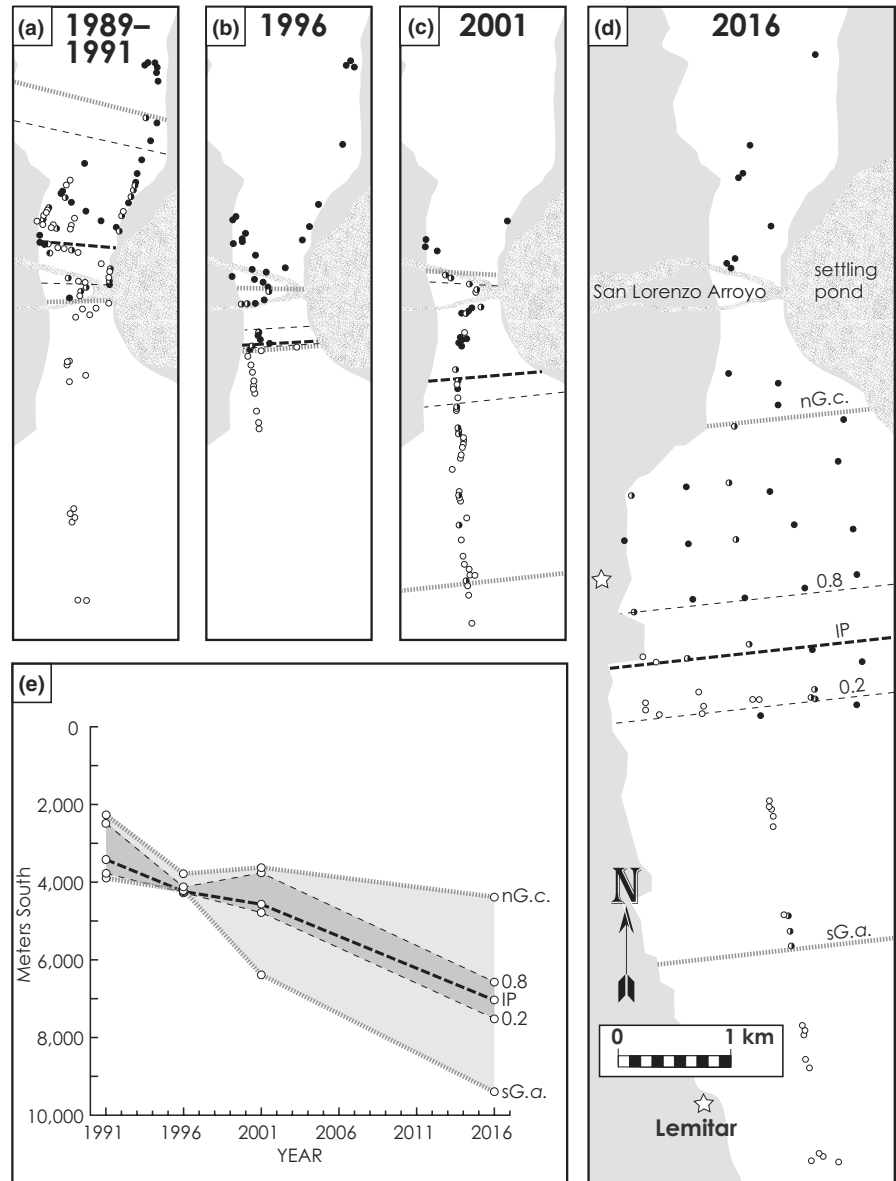 (a)
1989–
1991
(b)
1996
(c)
2001
(d)
2016
San Lorenzo Arroyo
settling
pond
nG.c.
0.8
IP
0.2
N
sG.a.
0
1 km
Lemitar
(e)
Meters South
0
2,000
4,000
6,000
8,000
10,000
nG.c.
0.8
IP
0.2
sG.a.
1991
1996
2001
2006
2011
2016
YEAR